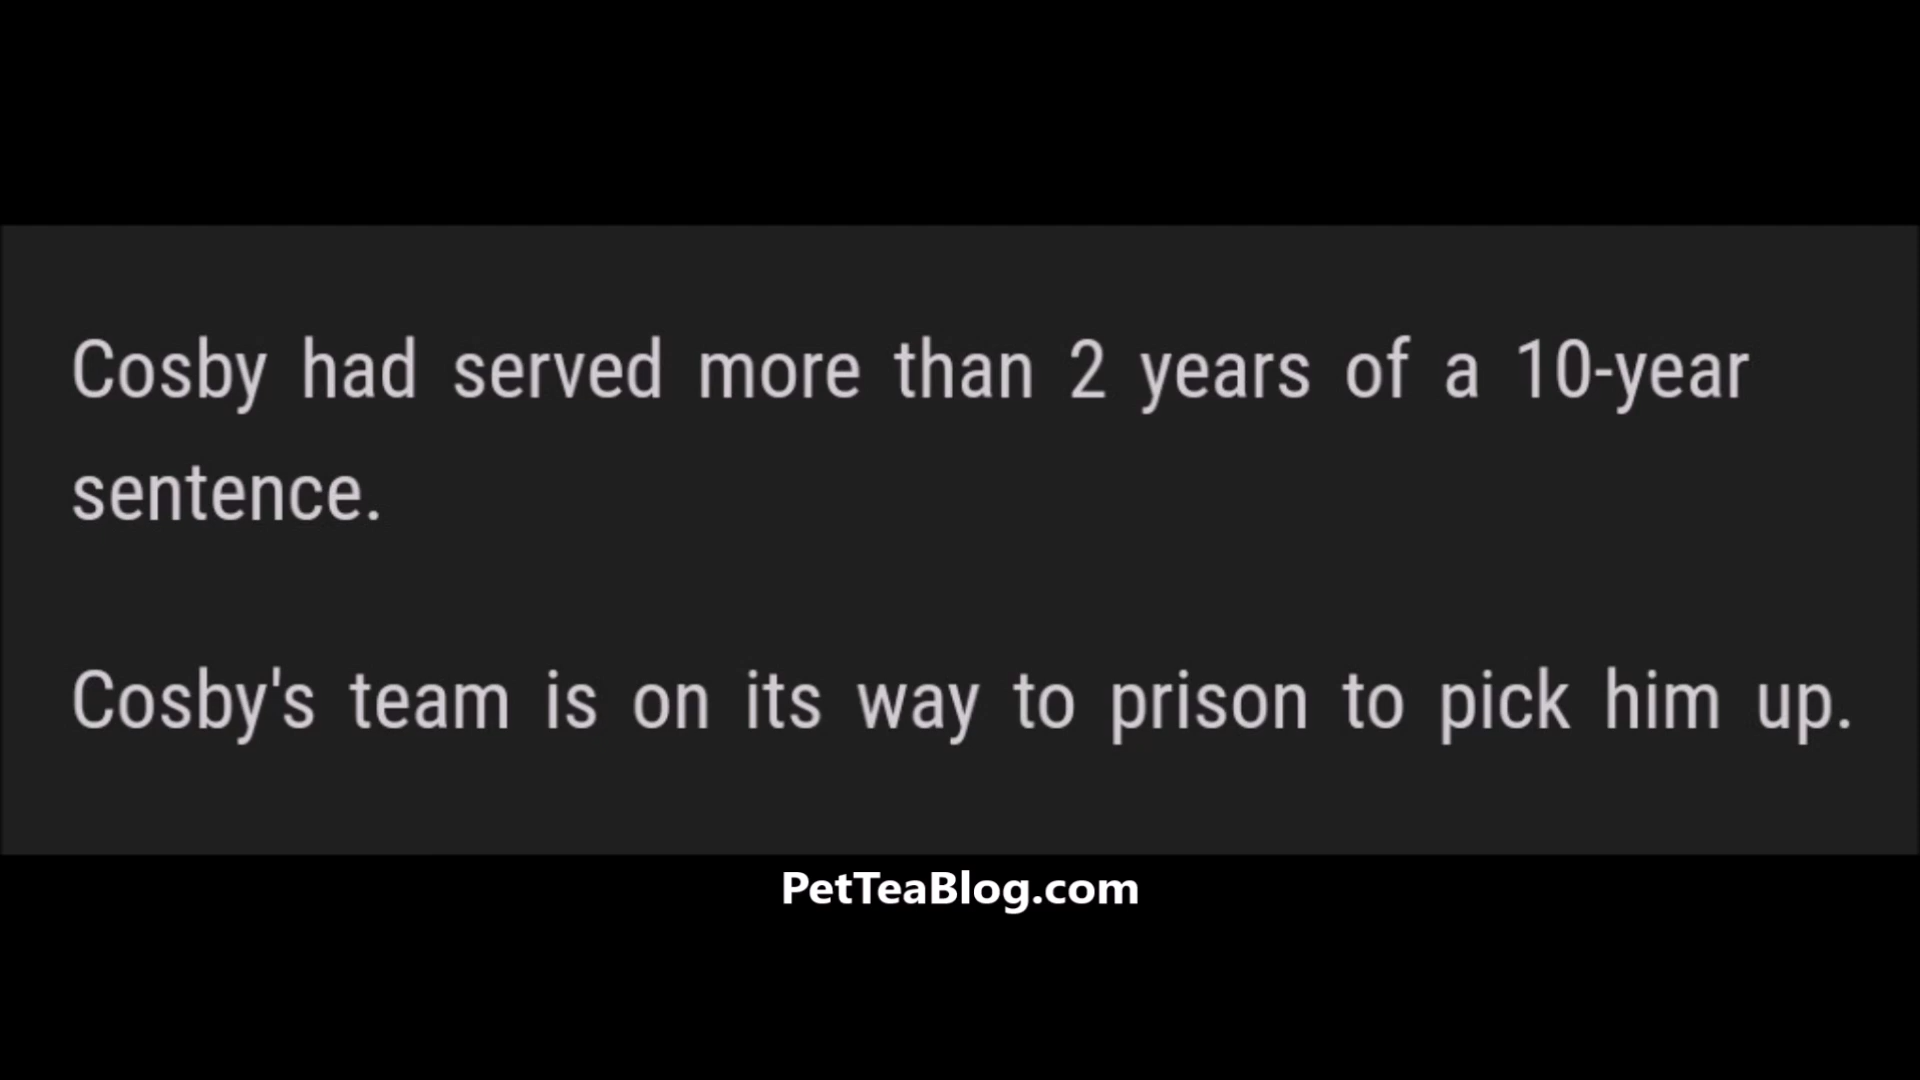 Cosby had served more than 2 years of a 10-year
sentence.
Cosby's team is on its way to prison to pick him up.
PetTeaBlog.com